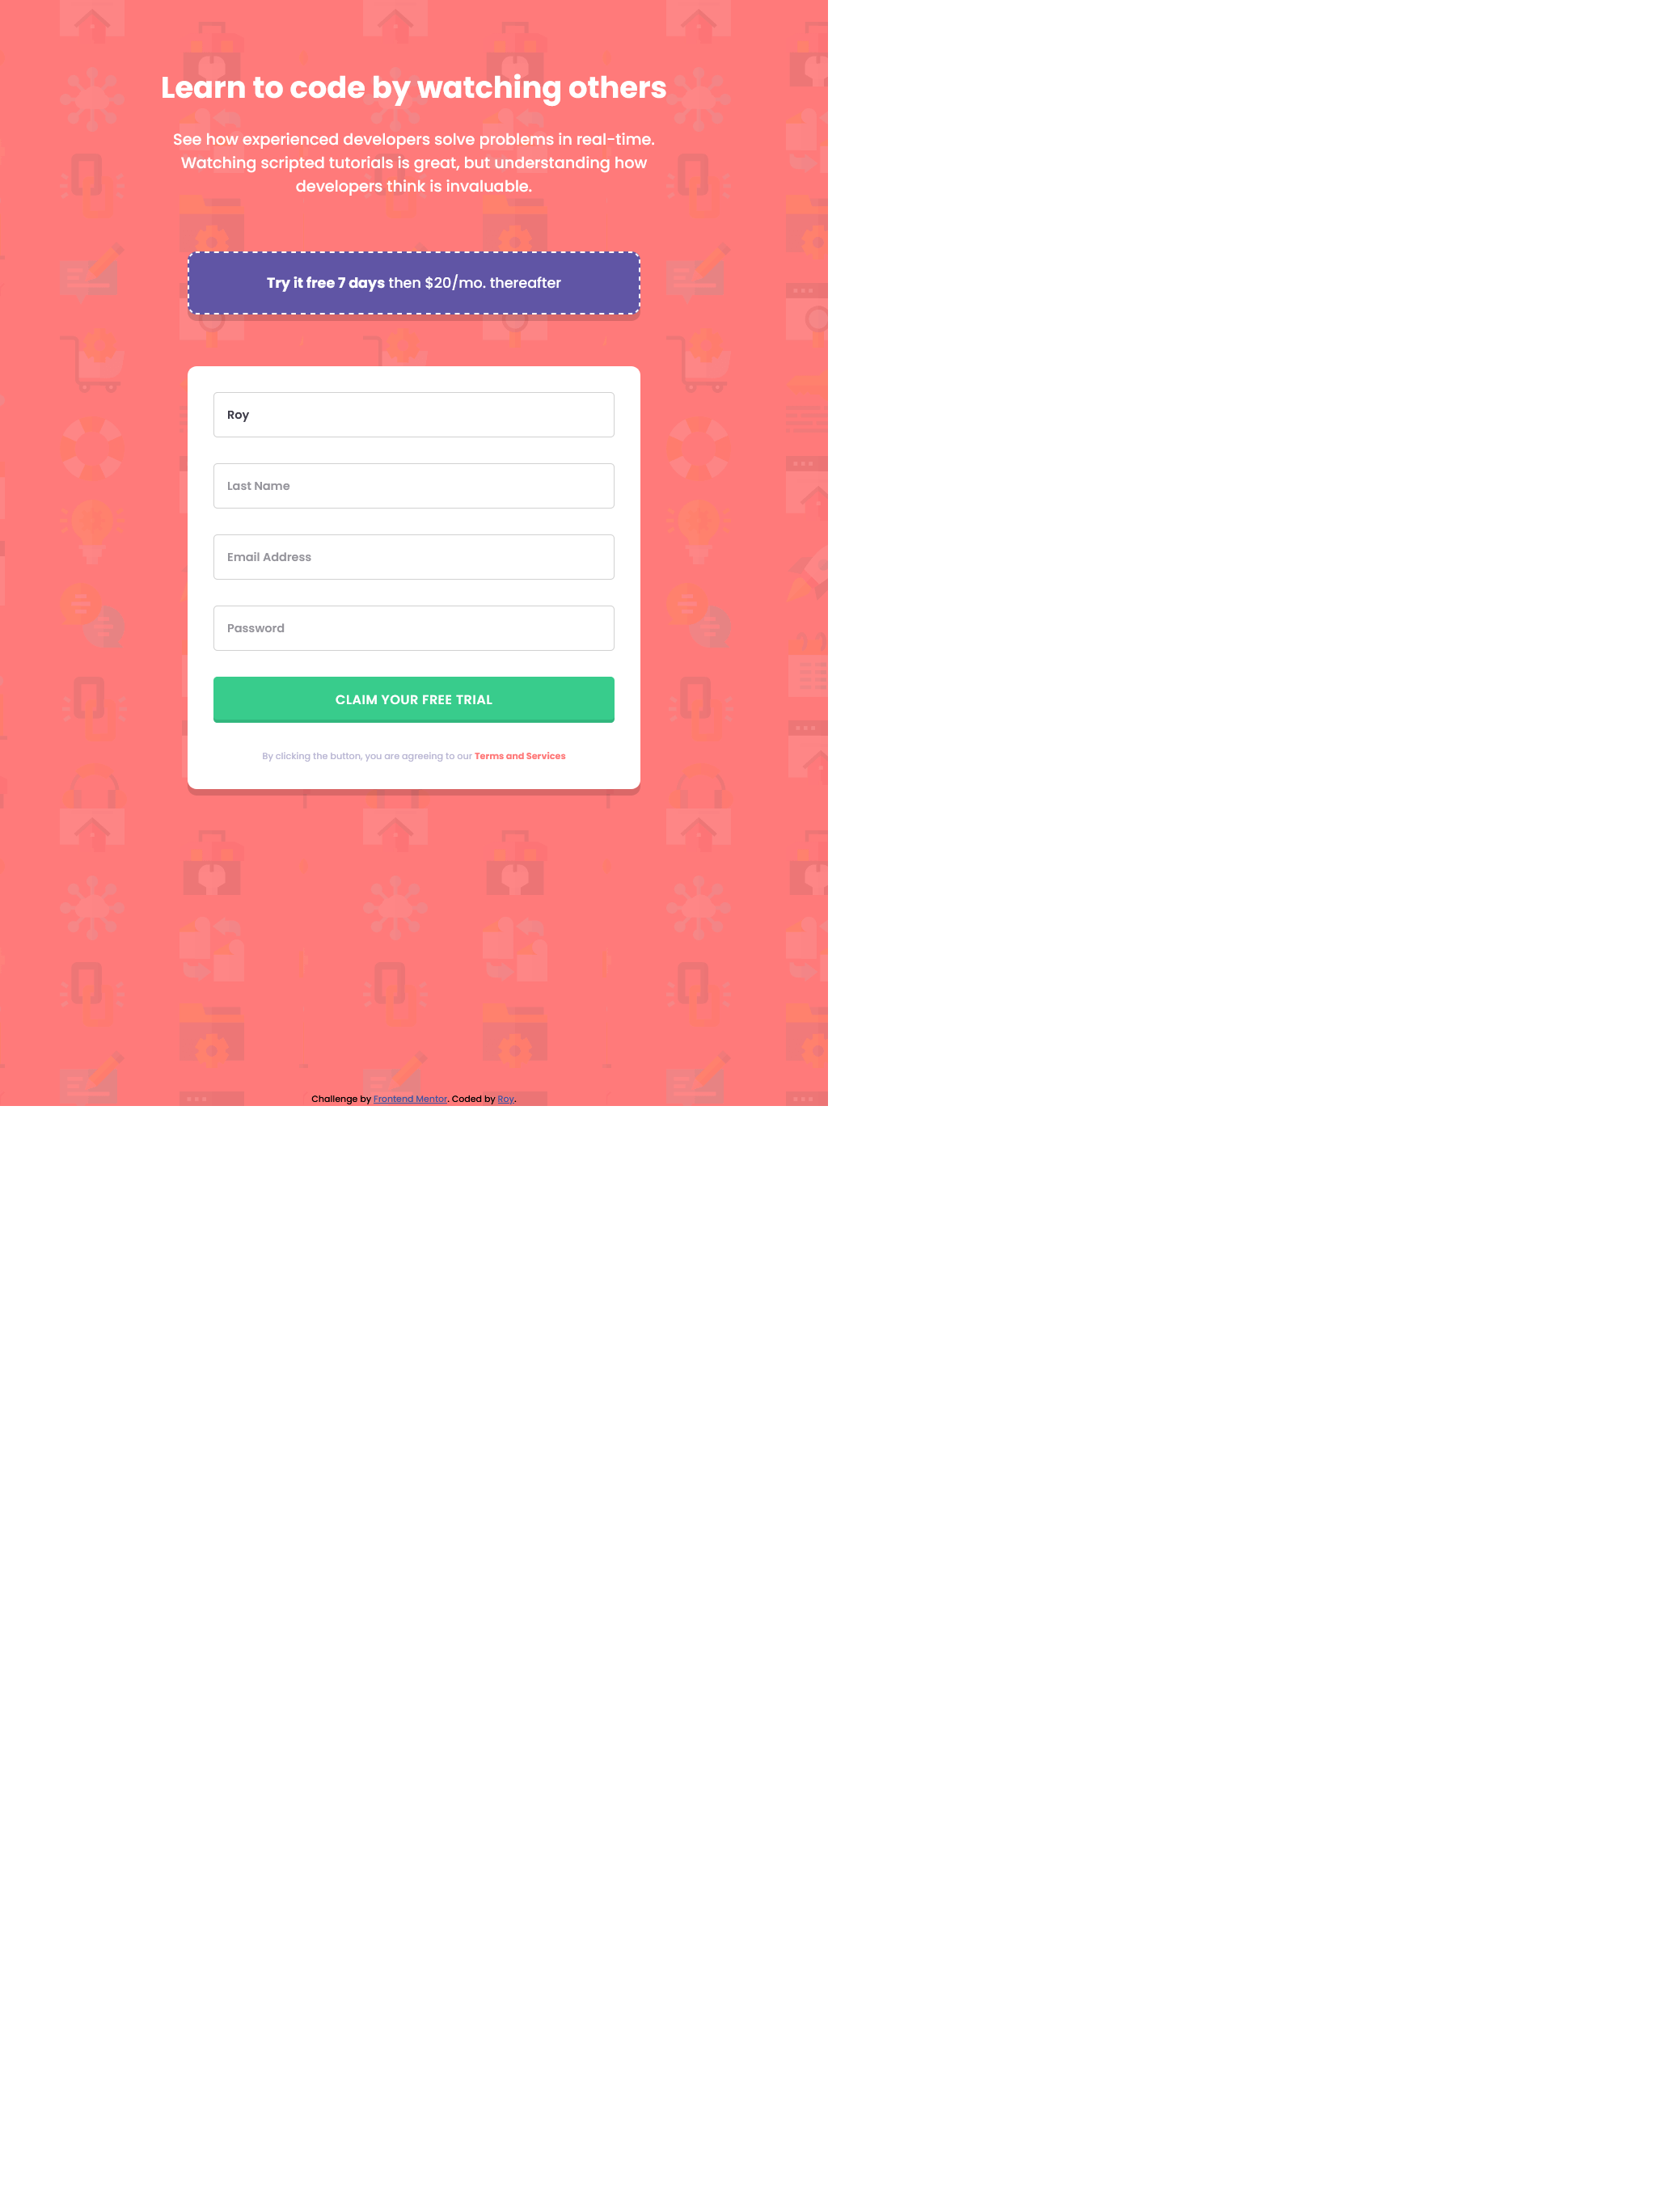 Learn to code by watching others
See how experienced developers solve problems in real-time.
Watching scripted tutorials is great, but understanding how
developers think is invaluable.
Try it free 7 days then $20/mo. thereafter
Roy
Last Name
Email Address
Password
CLAIM YOUR FREE TRIAL
By clicking the button, you are agreeing to our Terms and Services
Challenge by Frontend Mentor. Coded by Roy.